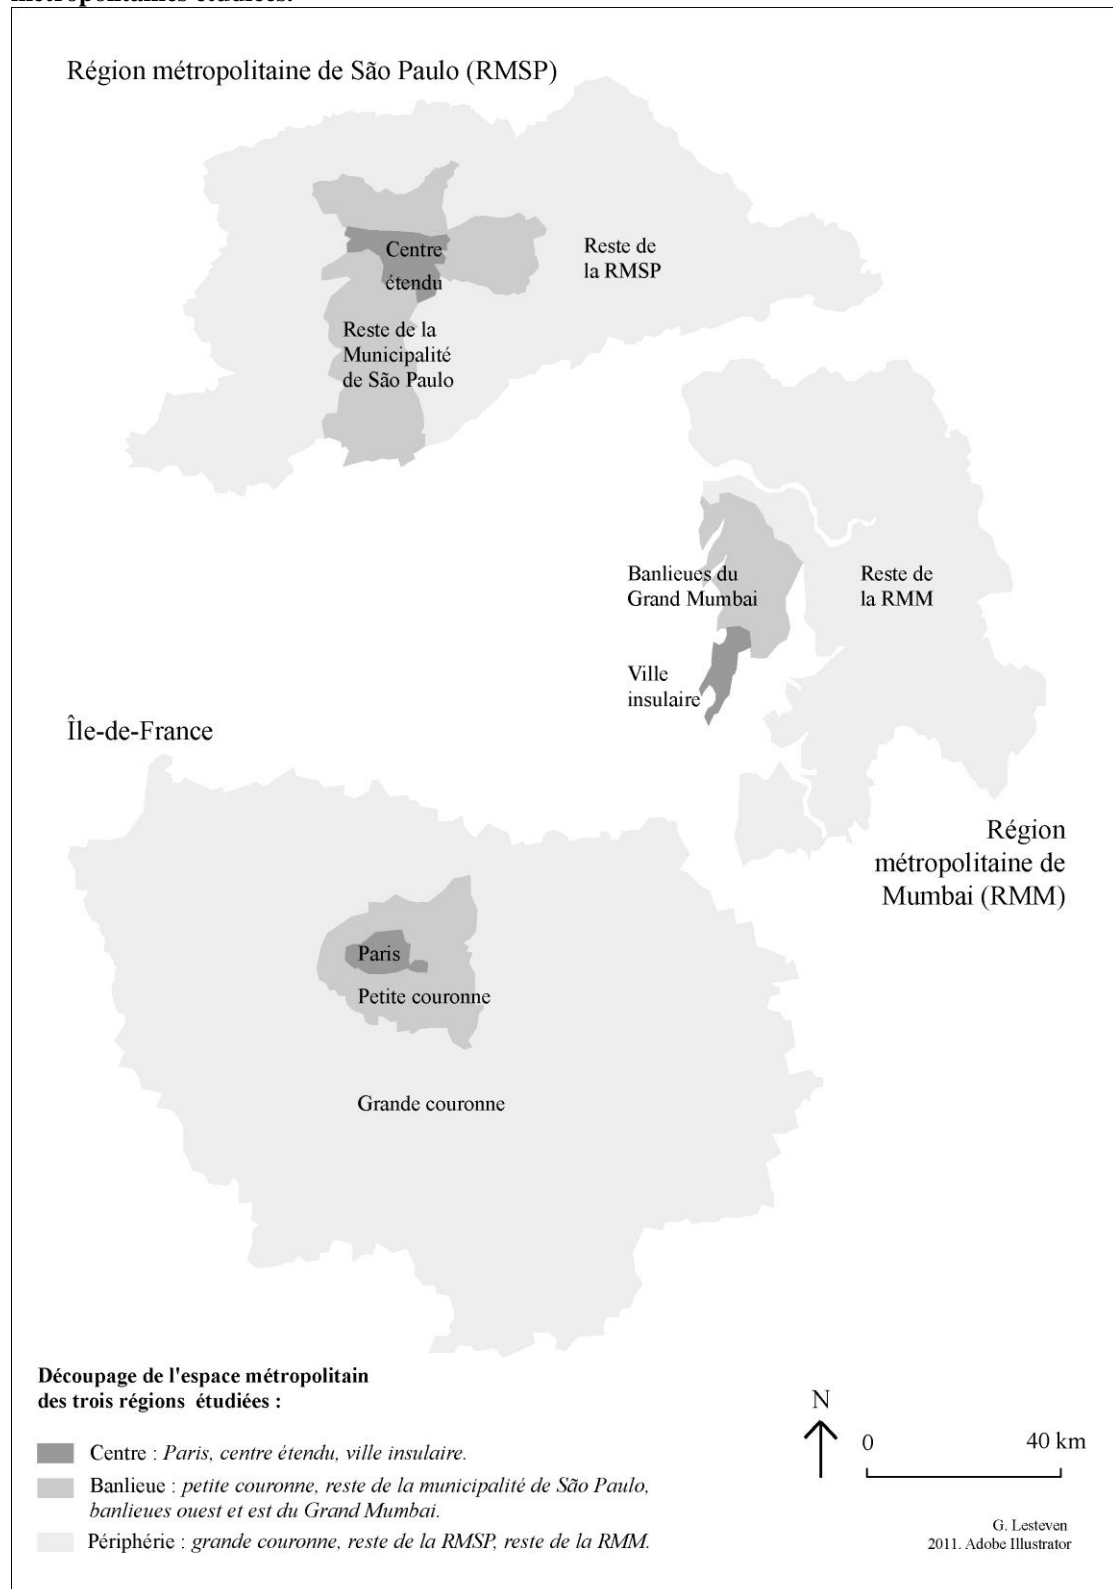 métropolitaines étudiées.
Région métropolitaine de São Paulo (RMSP)
Centre
étendu
Reste de
la RMSP
Reste de la
Municipalité
de São Paulo
Banlieues du
Grand Mumbai
Reste de
la RMM
Ville
insulaire
Île-de-France
Région
métropolitaine de
Mumbai (RMM)
Paris
Petite couronne
Grande couronne
Découpage de l'espace métropolitain
des trois régions étudiées :
Centre : Paris, centre étendu, ville insulaire.
Banlieue : petite couronne, reste de la municipalité de São Paulo,
banlieues ouest et est du Grand Mumbai.
Périphérie : grande couronne, reste de la RMSP, reste de la RMM.
N
0 40 km
G. Lesteven
2011. Adobe Illustrator